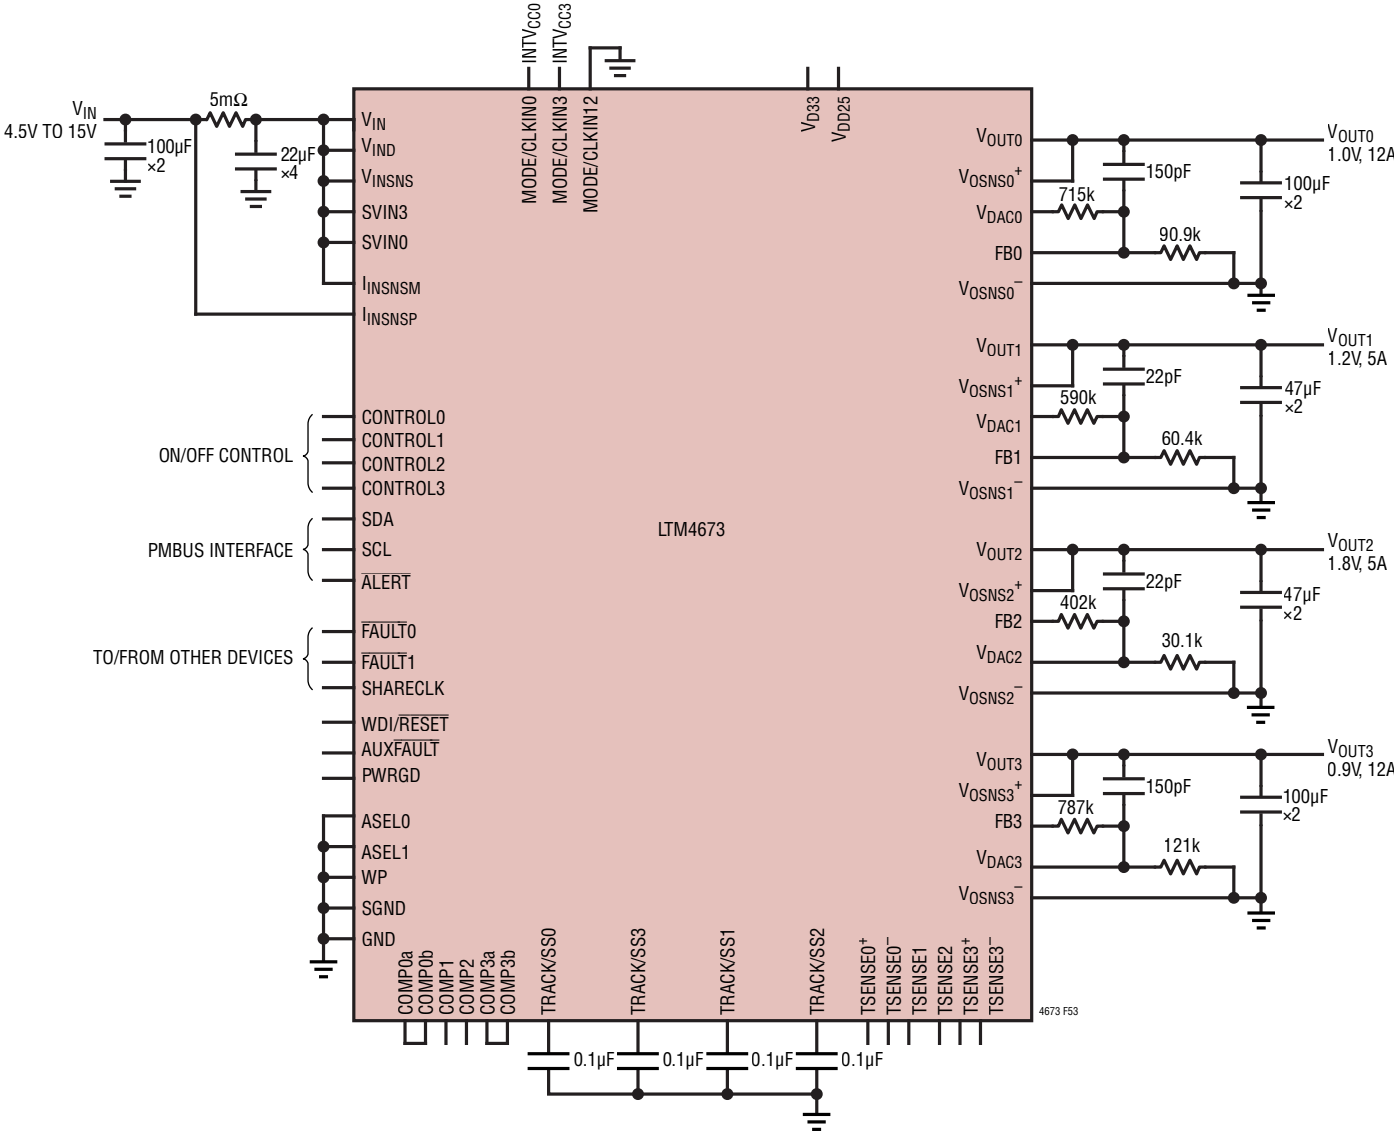 INTVCC0
INTVCC3
MODE/CLKIN0
MODE/CLKIN3
MODE/CLKIN12
VDD33
VDD25
VIN
4.5V TO 15V
5mΩ
100µF
×2
22µF
×4
VIN
VIND
VINSNS
SVIN3
SVIN0
IINSNSM
IINSNSP
ON/OFF CONTROL
CONTROL0
CONTROL1
CONTROL2
CONTROL3
PMBUS INTERFACE
SDA
SCL
ALERT
TO/FROM OTHER DEVICES
FAULT0
FAULT1
SHARECLK
WDI/RESET
AUXFAULT
PWRGD
ASEL0
ASEL1
WP
SGND
GND
LTM4673
VOUT0
VOSNS0+
VDAC0
FB0
VOSNS0–
715k
150pF
90.9k
100µF
×2
VOUT0
1.0V, 12A
VOUT1
VOSNS1+
VDAC1
FB1
VOSNS1–
590k
22pF
60.4k
47µF
×2
VOUT1
1.2V, 5A
VOUT2
VOSNS2+
FB2
VDAC2
VOSNS2–
402k
22pF
30.1k
47µF
×2
VOUT2
1.8V, 5A
VOUT3
VOSNS3+
FB3
VDAC3
VOSNS3–
787k
150pF
121k
100µF
×2
VOUT3
0.9V, 12A
COMP0a
COMP0b
COMP1
COMP2
COMP3a
COMP3b
TRACK/SS0
TRACK/SS3
TRACK/SS1
TRACK/SS2
TSENSE0+
TSENSE0–
TSENSE1
TSENSE2
TSENSE3+
TSENSE3–
4673 F53
0.1µF
0.1µF
0.1µF
0.1µF